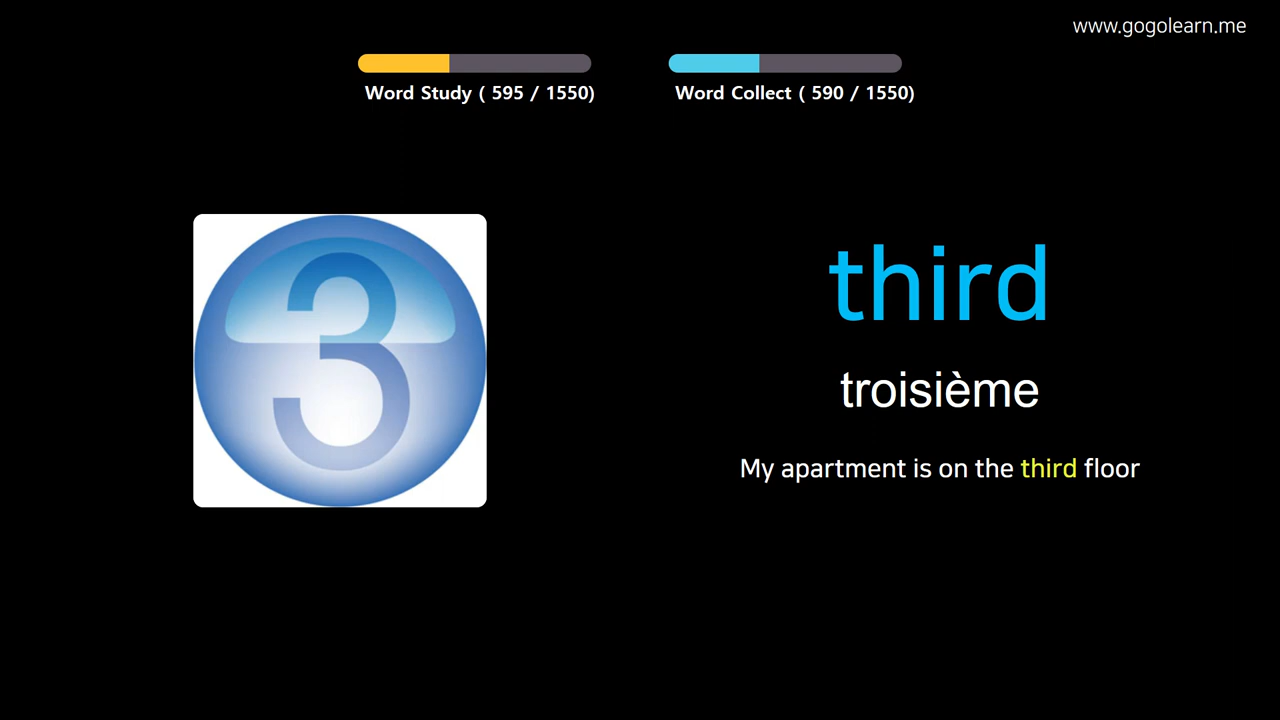 www.gogolearn.me
Word Study ( 595 / 1550)
Word Collect ( 590 / 1550)
3
third
troisième
My apartment is on the third floor